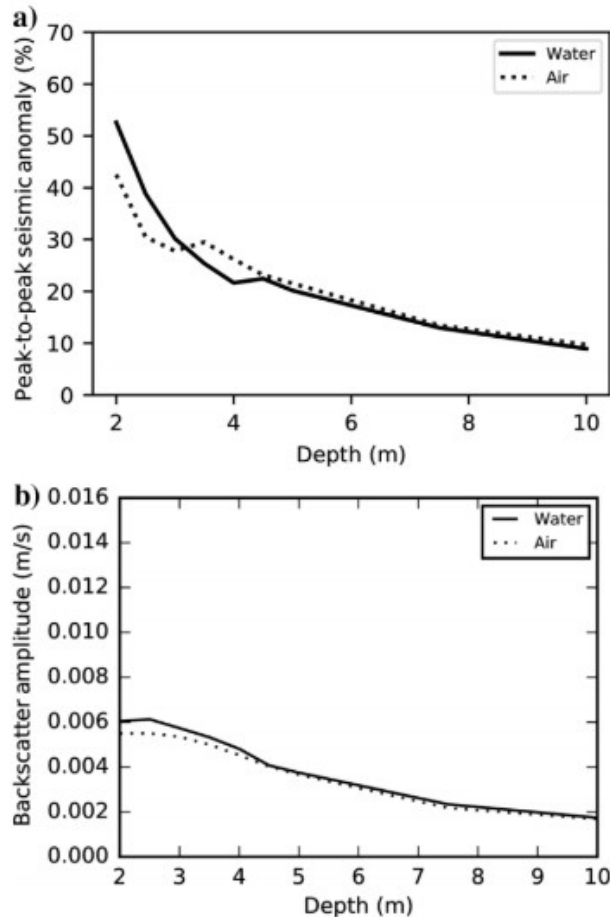 a)
Peak-to-peak seismic anomaly (%)
70
60
50
40
30
20
10
0
Water
Air
2 4 6 8 10
Depth (m)
b)
Backscatter amplitude (m/s)
0.016
0.014
0.012
0.010
0.008
0.006
0.004
0.002
0.000
Water
Air
2 3 4 5 6 7 8 9 10
Depth (m)